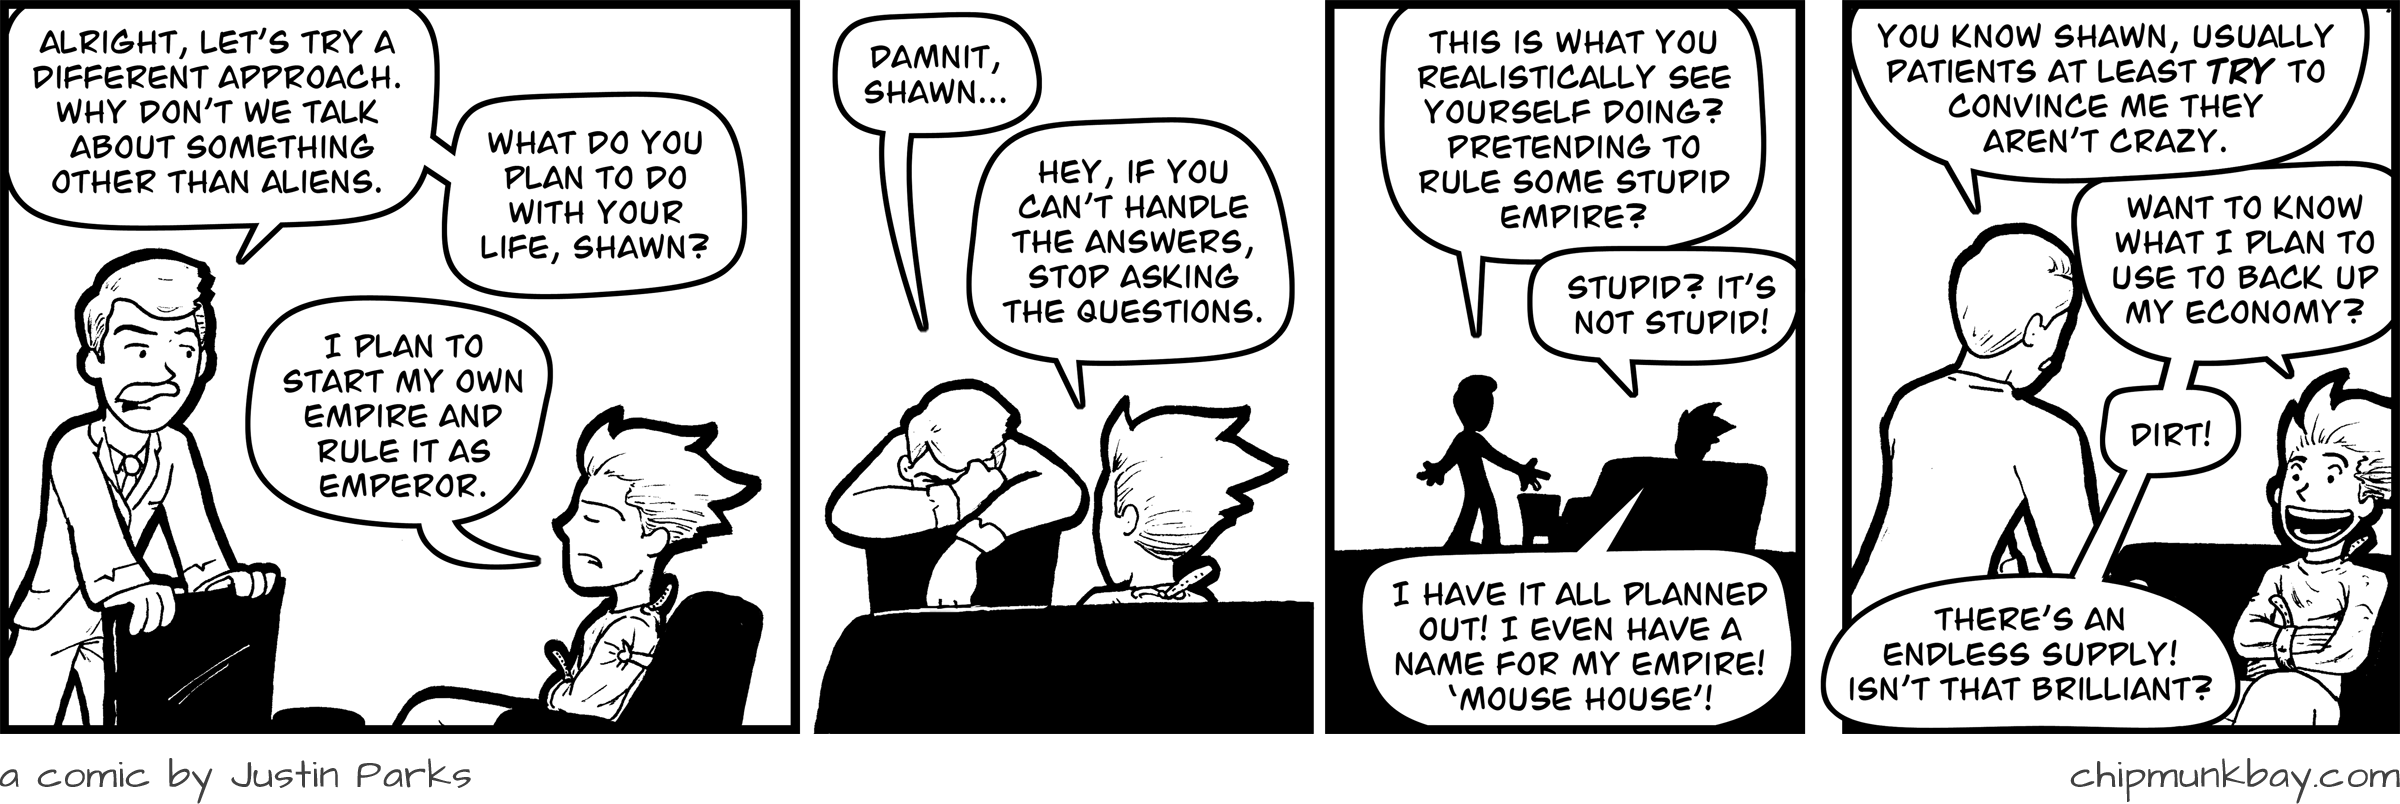 ALRIGHT, LET'S TRY A
DIFFERENT APPROACH.
WHY DON'T WE TALK
ABOUT SOMETHING
OTHER THAN ALIENS.
WHAT DO YOU
PLAN TO DO
WITH YOUR
LIFE, SHAWN?
I PLAN TO
START MY OWN
EMPIRE AND
RULE IT AS
EMPEROR.
DAMNIT,
SHAWN...
HEY, IF YOU
CAN'T HANDLE
THE ANSWERS,
STOP ASKING
THE QUESTIONS.
THIS IS WHAT YOU
REALISTICALLY SEE
YOURSELF DOING?
PRETENDING TO
RULE SOME STUPID
EMPIRE?
STUPID? IT'S
NOT STUPID!
I HAVE IT ALL PLANNED
OUT! I EVEN HAVE A
NAME FOR MY EMPIRE!
'MOUSE HOUSE'!
YOU KNOW SHAWN, USUALLY
PATIENTS AT LEAST TRY TO
CONVINCE ME THEY
AREN'T CRAZY.
WANT TO KNOW
WHAT I PLAN TO
USE TO BACK UP
MY ECONOMY?
DIRT!
THERE'S AN
ENDLESS SUPPLY!
ISN'T THAT BRILLIANT?
a comic by Justin Parks
chipmunkbay.com